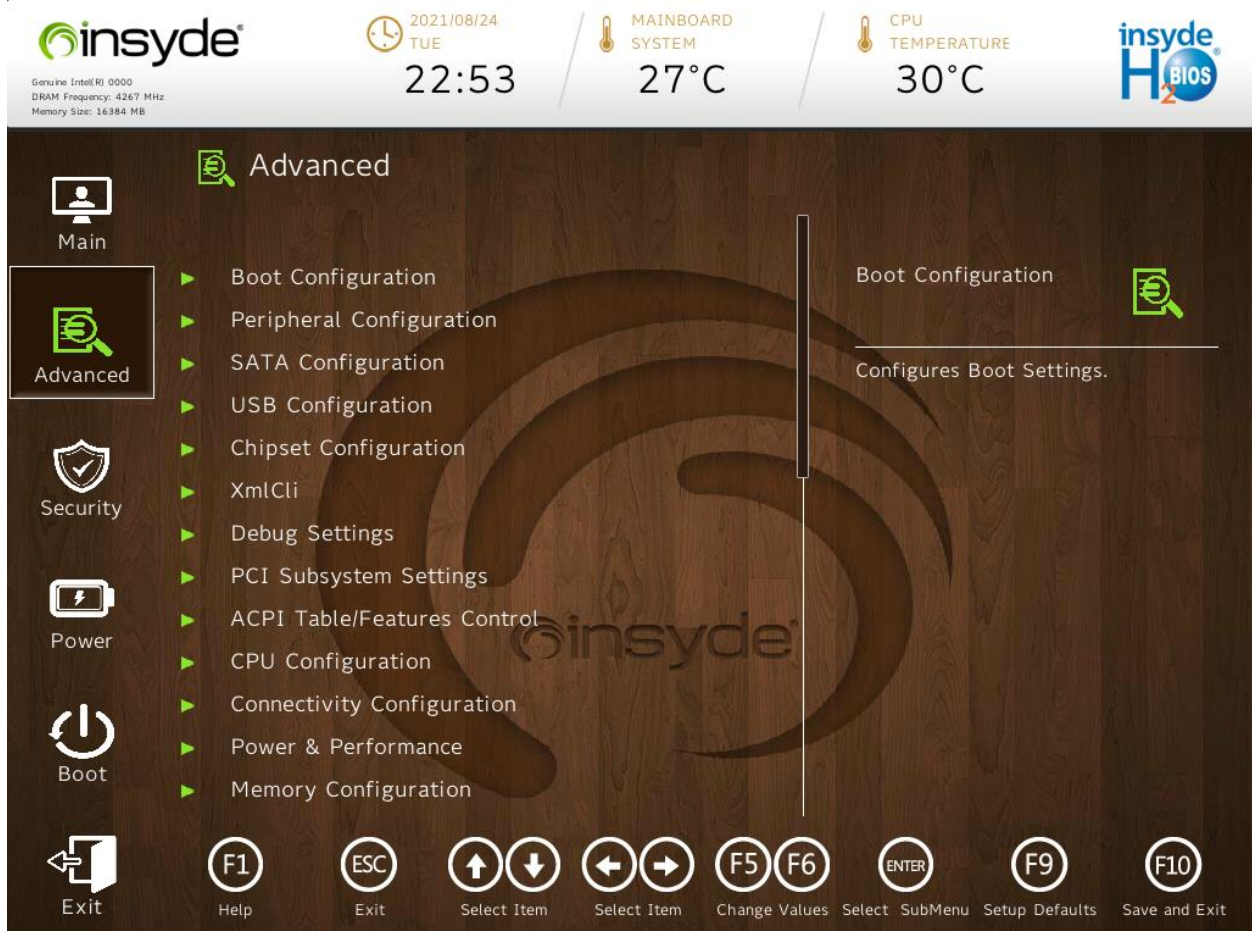 insyde®
Genuine Intel(R) 0000
DRAM Frequency: 4267 MHz
Memory Size: 16384 MB
2021/08/24
TUE
22:53
MAINBOARD
SYSTEM
27°C
CPU
TEMPERATURE
30°C
insyde®
H2BIOS
Main
Advanced
Security
Power
Boot
Exit
Advanced
Boot Configuration
Peripheral Configuration
SATA Configuration
USB Configuration
Chipset Configuration
XmlCli
Debug Settings
PCI Subsystem Settings
ACPI Table/Features Control
CPU Configuration
Connectivity Configuration
Power & Performance
Memory Configuration
insyde®
Boot Configuration
Configures Boot Settings.
F1
Help
ESC
Exit
Select Item
Select Item
F5 F6
Change Values
ENTER
Select SubMenu
F9
Setup Defaults
F10
Save and Exit